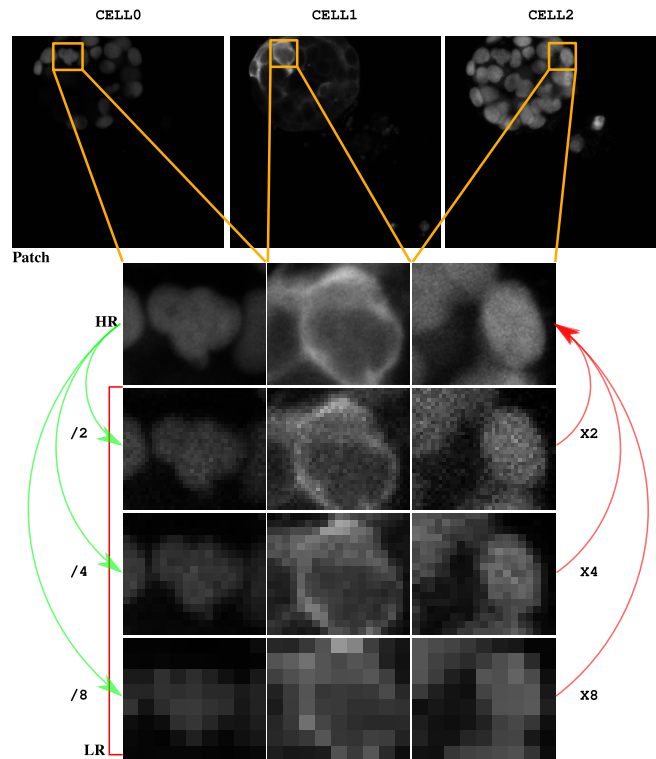 CELL0 CELL1 CELL2
Patch
HR
/2 X2
/4 X4
/8 X8
LR